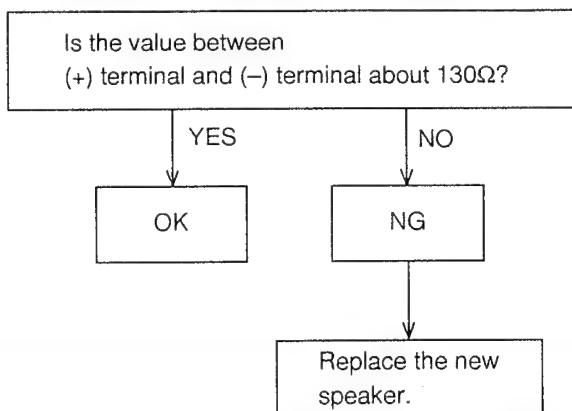 Is the value between
(+) terminal and (–) terminal about 130Ω?
YES
NO
OK
NG
Replace the new
speaker.